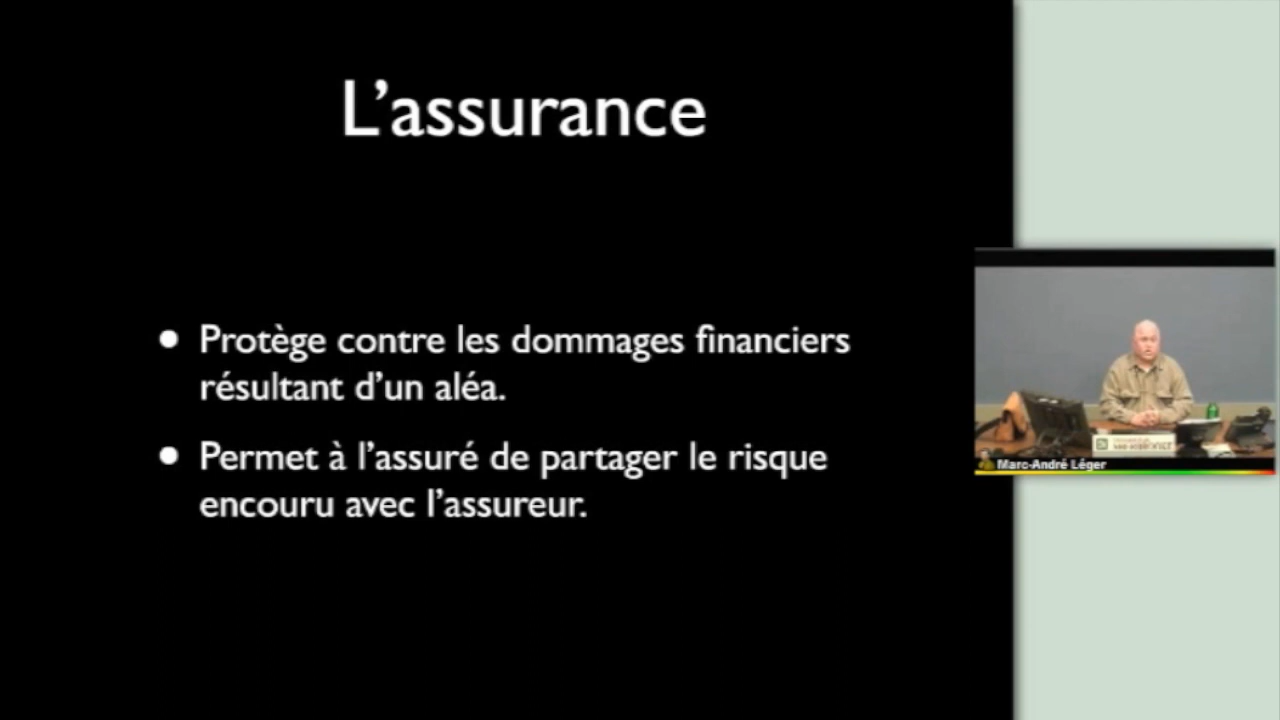 L’assurance
• Protège contre les dommages financiers
résultant d’un aléa.
• Permet à l’assuré de partager le risque
encouru avec l’assureur.
Marc-André Léger